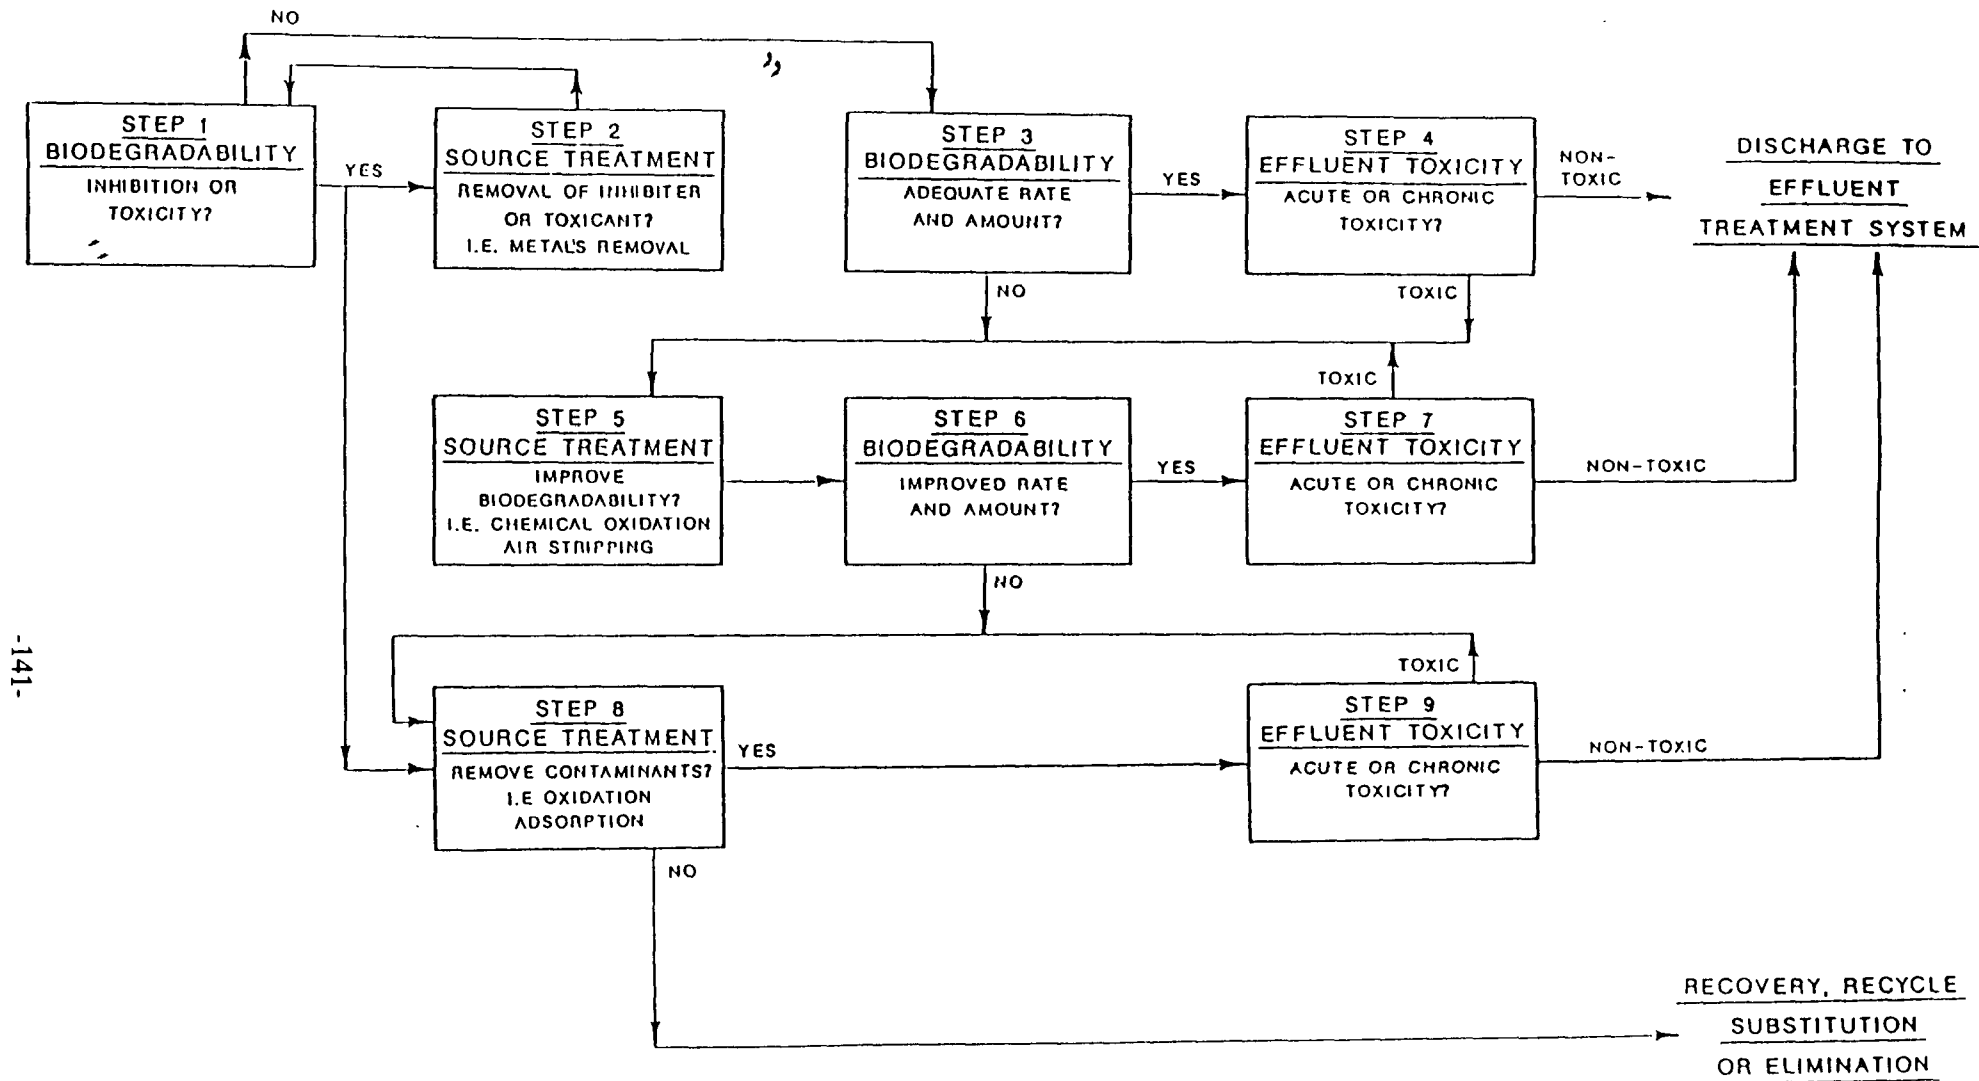 NO
STEP 1
BIODEGRADABILITY
INHIBITION OR
TOXICITY?
YES
STEP 2
SOURCE TREATMENT
REMOVAL OF INHIBITER
OR TOXICANT?
I.E. METAL'S REMOVAL
STEP 3
BIODEGRADABILITY
ADEQUATE RATE
AND AMOUNT?
YES
NO
STEP 4
EFFLUENT TOXICITY
ACUTE OR CHRONIC
TOXICITY?
NON-
TOXIC
TOXIC
DISCHARGE TO
EFFLUENT
TREATMENT SYSTEM
STEP 5
SOURCE TREATMENT
IMPROVE
BIODEGRADABILITY?
I.E. CHEMICAL OXIDATION
AIR STRIPPING
STEP 6
BIODEGRADABILITY
IMPROVED RATE
AND AMOUNT?
YES
NO
TOXIC
STEP 7
EFFLUENT TOXICITY
ACUTE OR CHRONIC
TOXICITY?
NON-TOXIC
STEP 8
SOURCE TREATMENT
REMOVE CONTAMINANTS?
I.E OXIDATION
ADSORPTION
YES
NO
TOXIC
STEP 9
EFFLUENT TOXICITY
ACUTE OR CHRONIC
TOXICITY?
NON-TOXIC
RECOVERY, RECYCLE
SUBSTITUTION
OR ELIMINATION
-141-